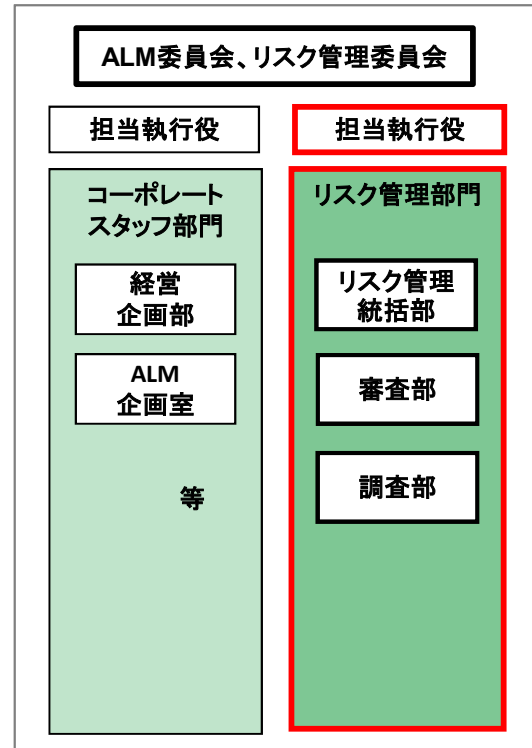 ALM委員会、リスク管理委員会
担当執行役
担当執行役
コーポレート
スタッフ部門
経営
企画部
ALM
企画室
等
リスク管理部門
リスク管理
統括部
審査部
調査部